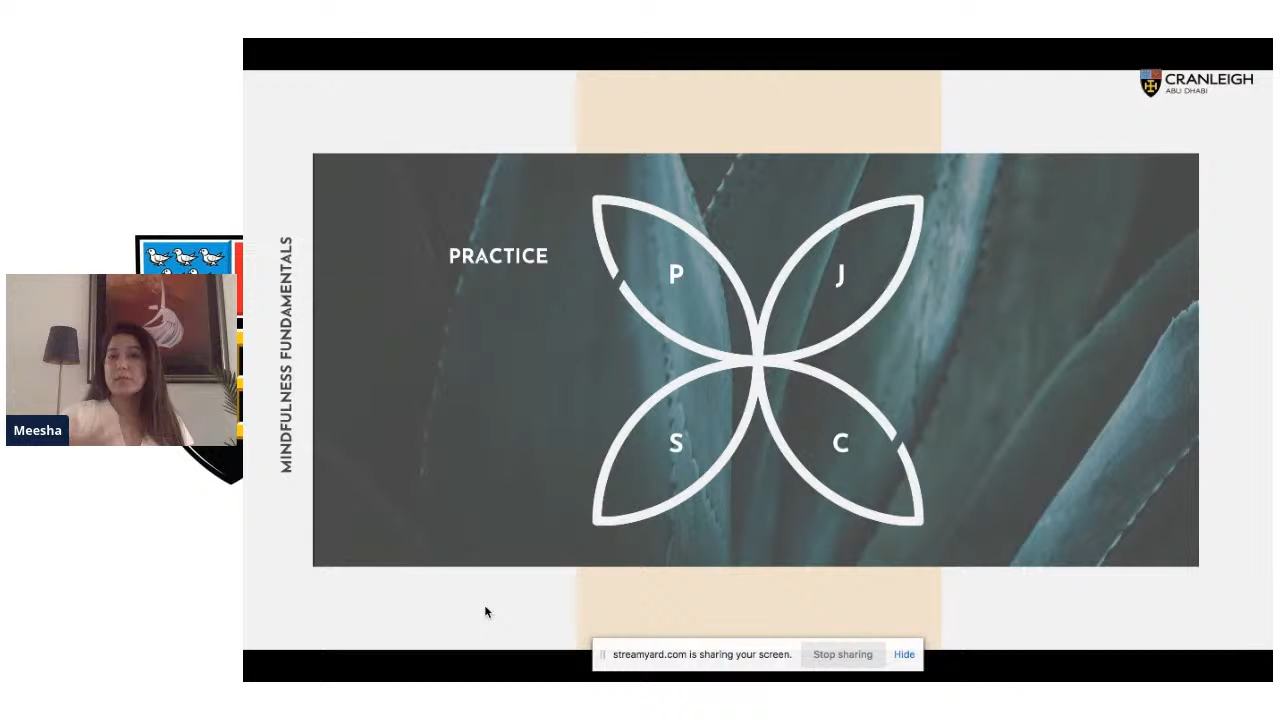 CRANLEIGH
ABU DHABI
MINDFULNESS FUNDAMENTALS
PRACTICE
P
J
S
C
Meesha
streamyard.com is sharing your screen.
Stop sharing
Hide